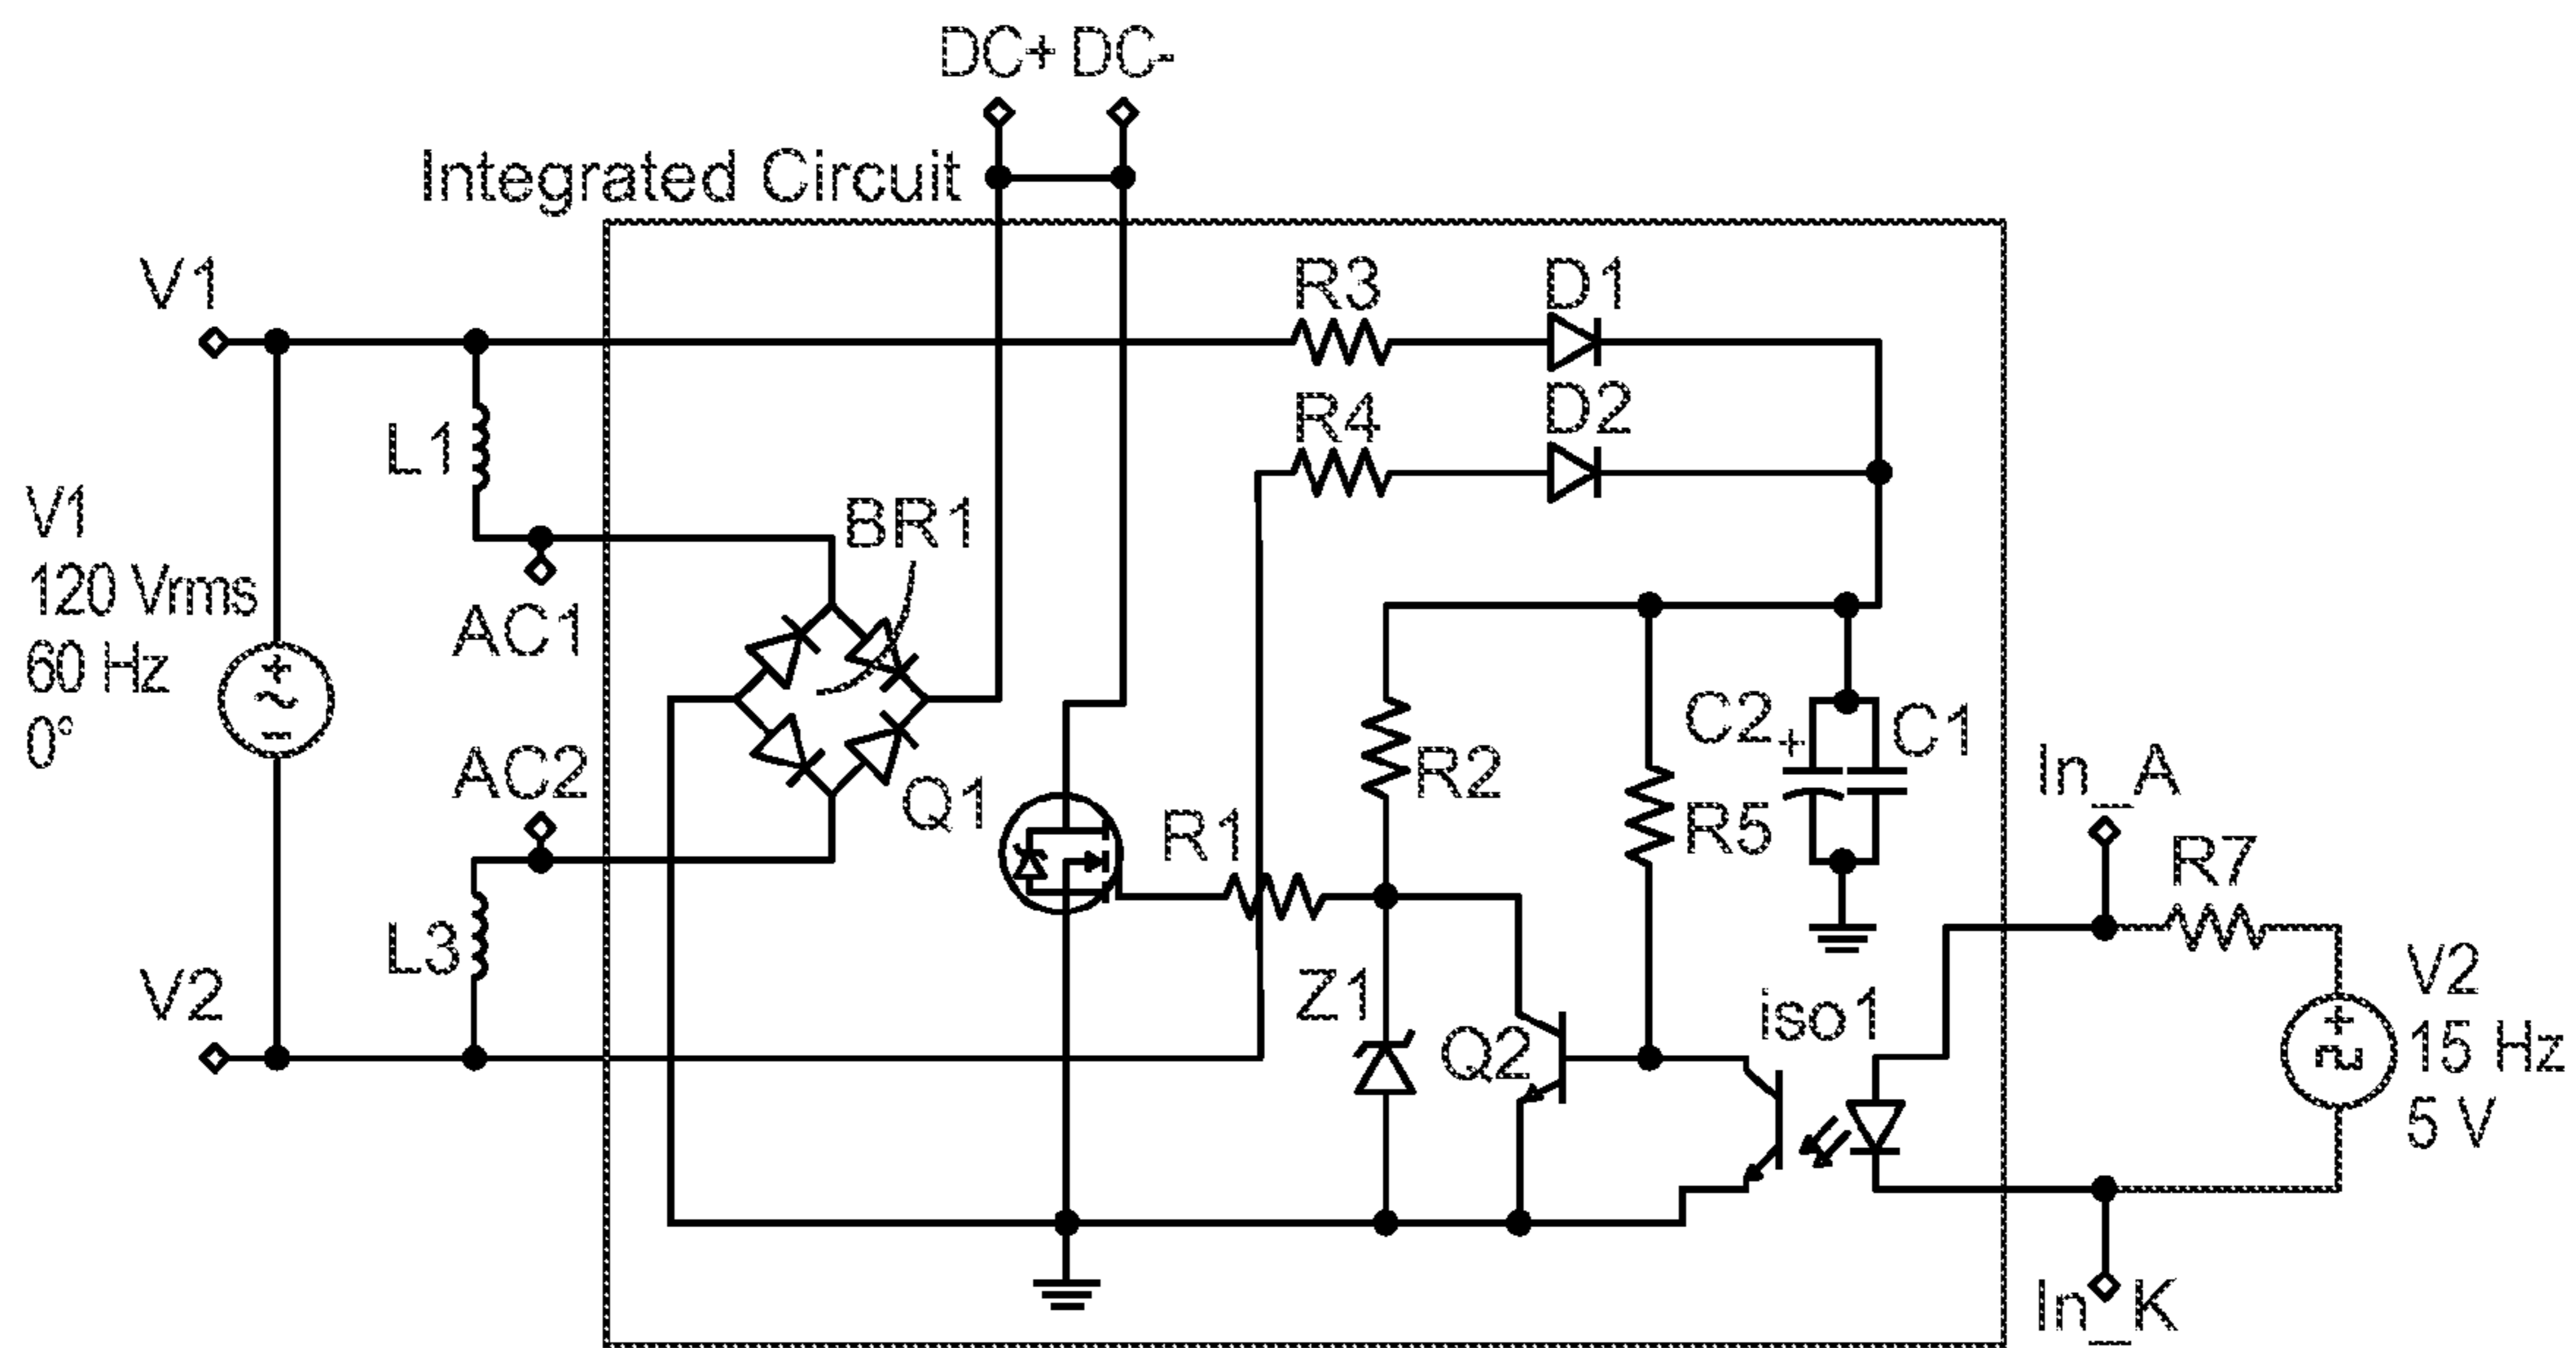 DC+ DC-
Integrated Circuit
V1
R3
D1
R4
D2
L1
BR1
V1
120 Vrms
60 Hz
0°
AC1
AC2
Q1
R1
R2
R5
C2
+
C1
In_A
R7
L3
V2
Z1
Q2
iso1
V2
15 Hz
5 V
In_K